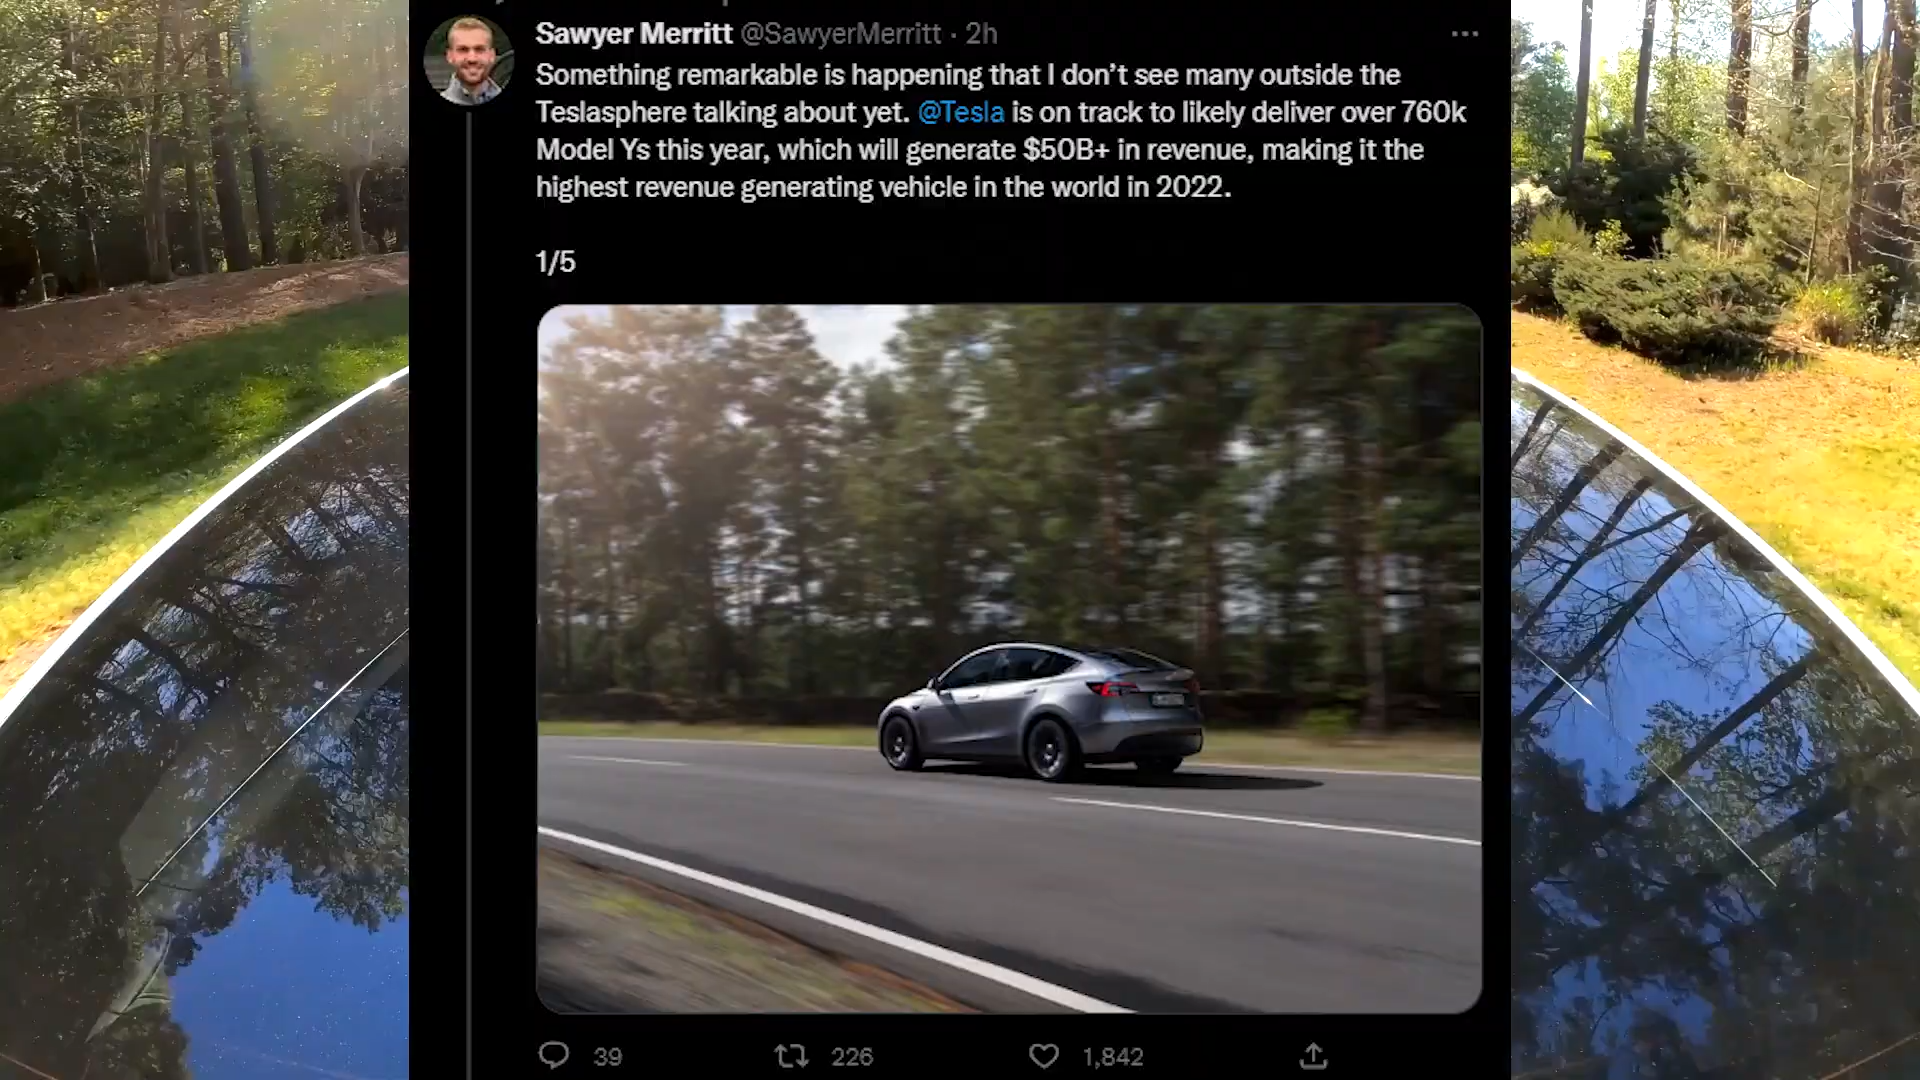 Sawyer Merritt @SawyerMerritt · 2h
Something remarkable is happening that I don't see many outside the
Teslasphere talking about yet. @Tesla is on track to likely deliver over 760k
Model Ys this year, which will generate $50B+ in revenue, making it the
highest revenue generating vehicle in the world in 2022.
1/5
39 226 1,842